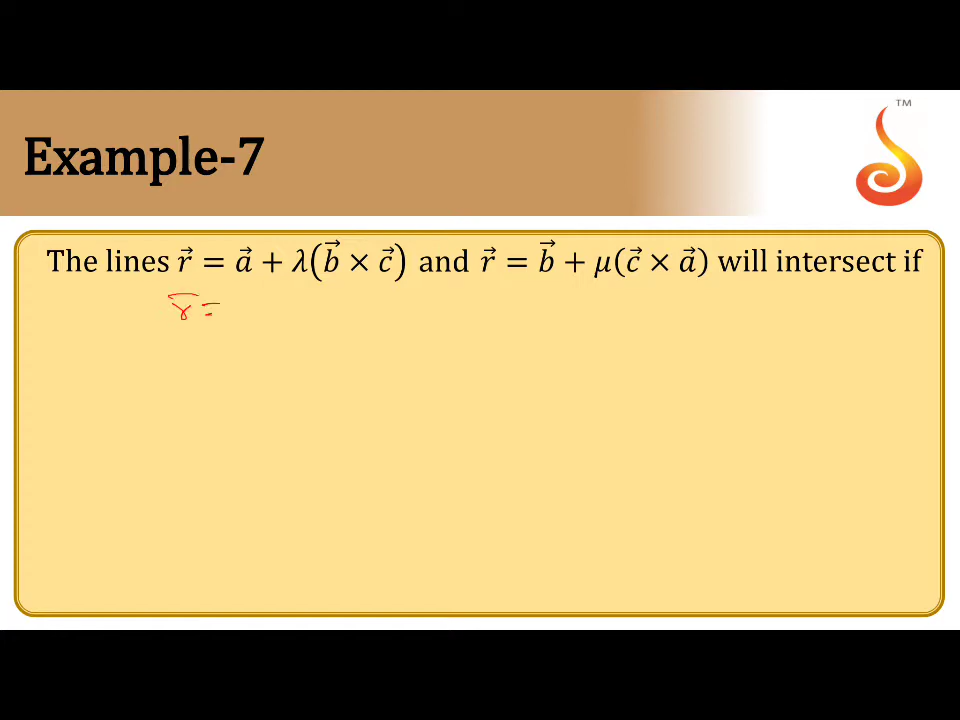 TM
Example-7
The lines r⃗ = a⃗ + λ(b⃗ × c⃗) and r⃗ = b⃗ + μ(c⃗ × a⃗) will intersect if
r̅ =